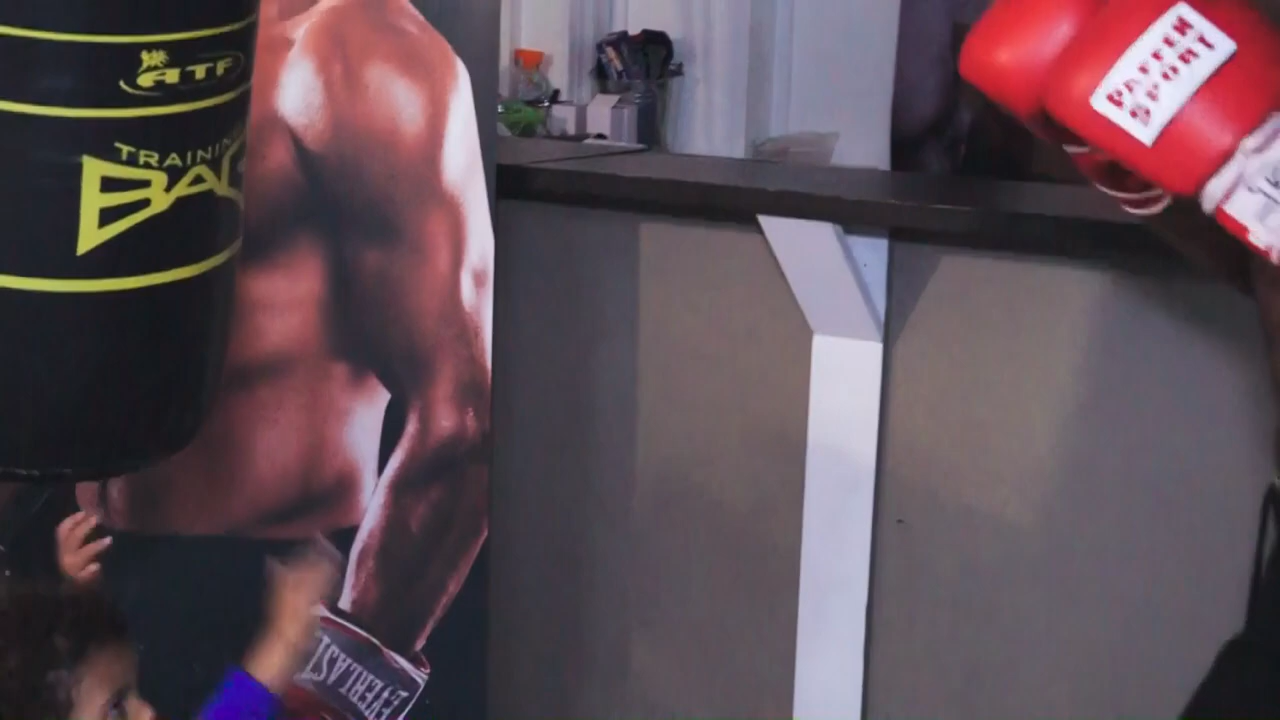 ATF
TRAINING
BAG
PAFFEN
SPORT
EVERLAST